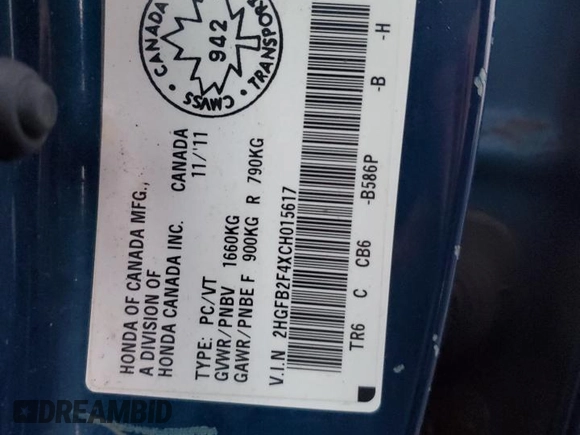 CANADA
942
CMVSS
TRANSPORT
HONDA OF CANADA MFG.,
A DIVISION OF
HONDA CANADA INC. CANADA
11/11
TYPE: PC/VT
GVWR/PNBV 1660KG
GAWR/PNBE F 900KG R 790KG
V.I.N 2HGFB2F4XCH015617
TR6 C CB6 -B586P -B -H
DREAMBID